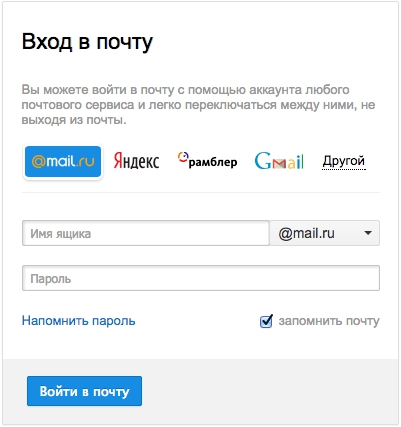 Вход в почту
Вы можете войти в почту с помощью аккаунта любого
почтового сервиса и легко переключаться между ними, не
выходя из почты.
@mail.ru Яндекс Рамблер Gmail Другой
Имя ящика @mail.ru
Пароль
Напомнить пароль запомнить почту
Войти в почту